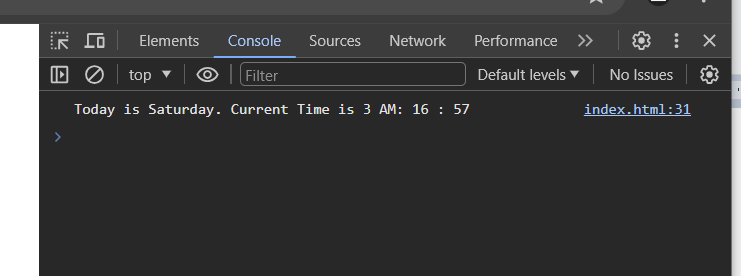 Elements Console Sources Network Performance
top Filter Default levels No Issues
Today is Saturday. Current Time is 3 AM: 16 : 57 index.html:31